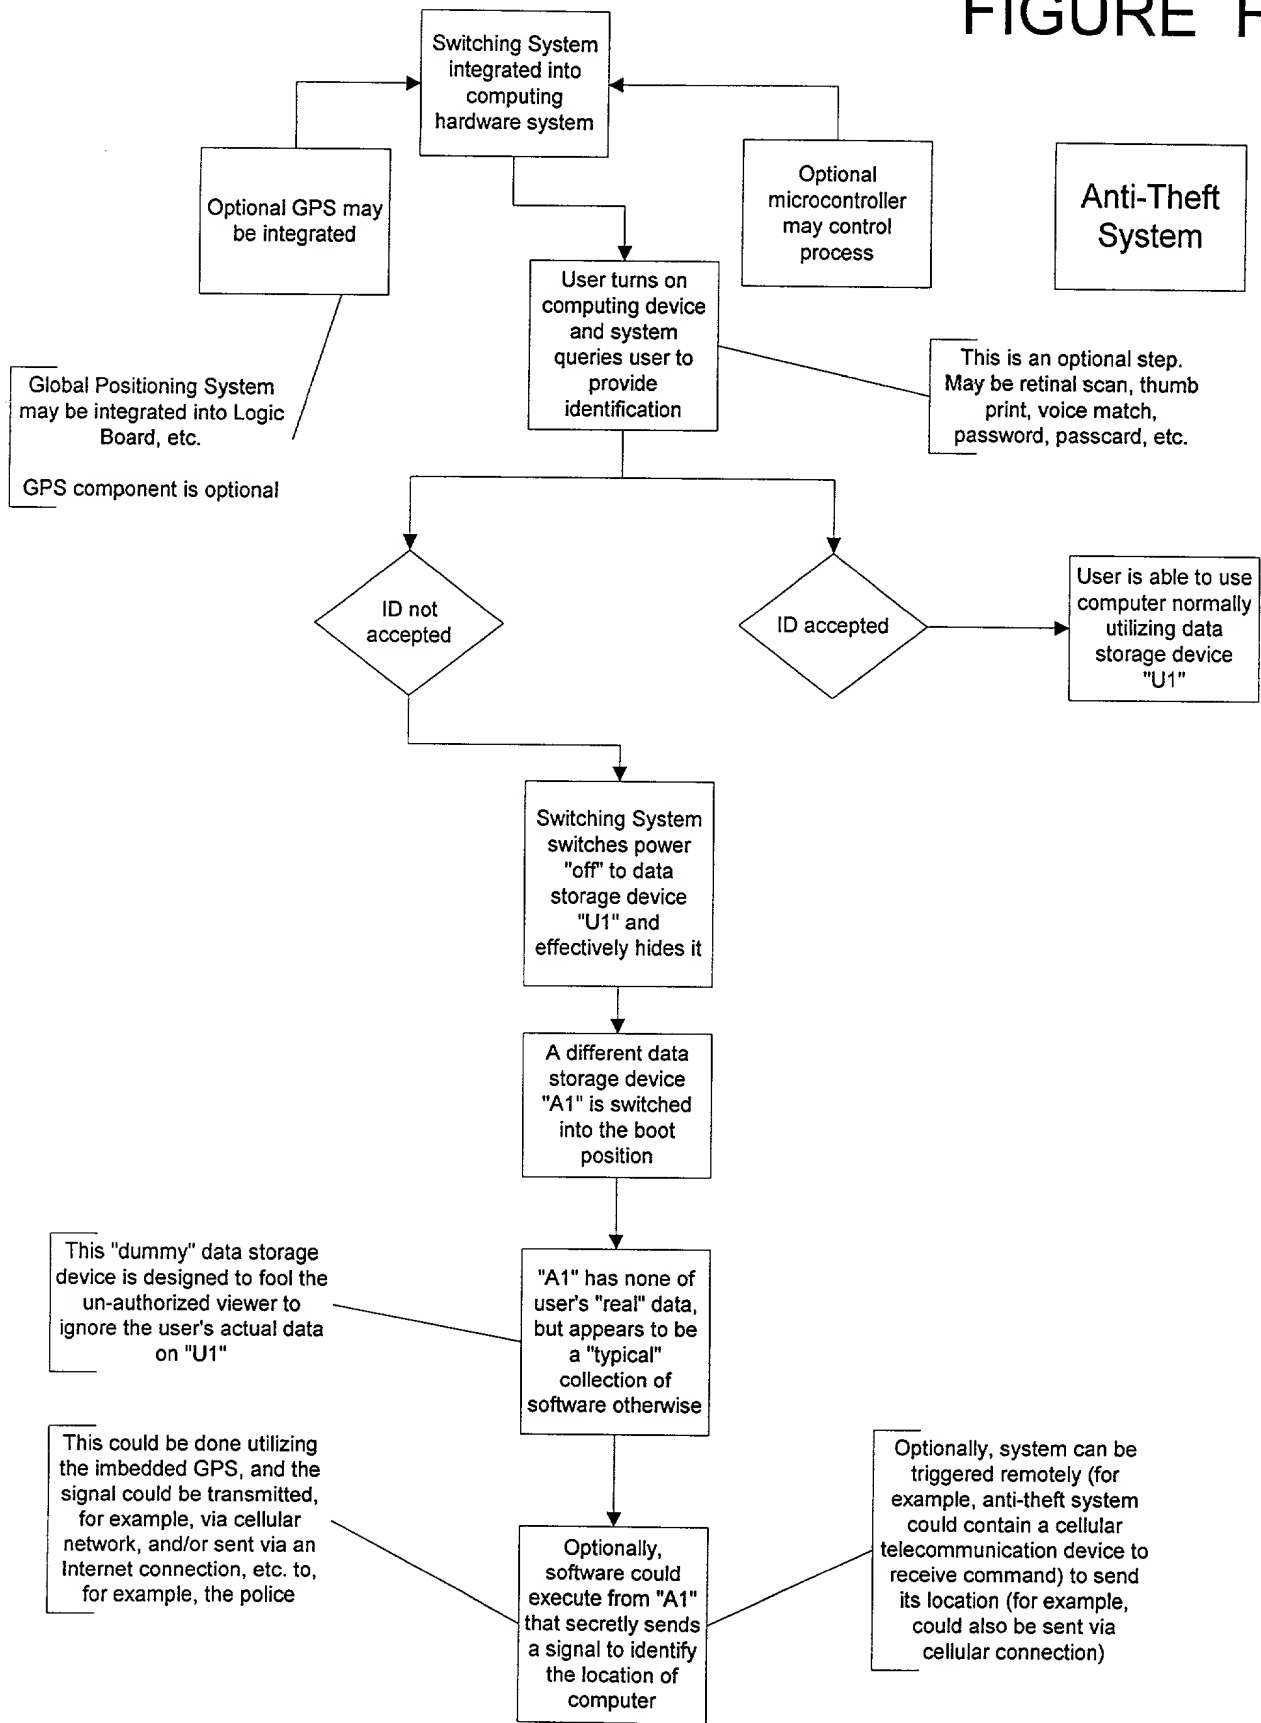 FIGURE F
Switching System
integrated into
computing
hardware system
Optional GPS may
be integrated
Optional
microcontroller
may control
process
Anti-Theft
System
User turns on
computing device
and system
queries user to
provide
identification
Global Positioning System
may be integrated into Logic
Board, etc.
GPS component is optional
This is an optional step.
May be retinal scan, thumb
print, voice match,
password, passcard, etc.
ID not
accepted
ID accepted
User is able to use
computer normally
utilizing data
storage device
"U1"
Switching System
switches power
"off" to data
storage device
"U1" and
effectively hides it
A different data
storage device
"A1" is switched
into the boot
position
This "dummy" data storage
device is designed to fool the
un-authorized viewer to
ignore the user's actual data
on "U1"
"A1" has none of
user's "real" data,
but appears to be
a "typical"
collection of
software otherwise
This could be done utilizing
the imbedded GPS, and the
signal could be transmitted,
for example, via cellular
network, and/or sent via an
Internet connection, etc. to,
for example, the police
Optionally,
software could
execute from "A1"
that secretly sends
a signal to identify
the location of
computer
Optionally, system can be
triggered remotely (for
example, anti-theft system
could contain a cellular
telecommunication device to
receive command) to send
its location (for example,
could also be sent via
cellular connection)